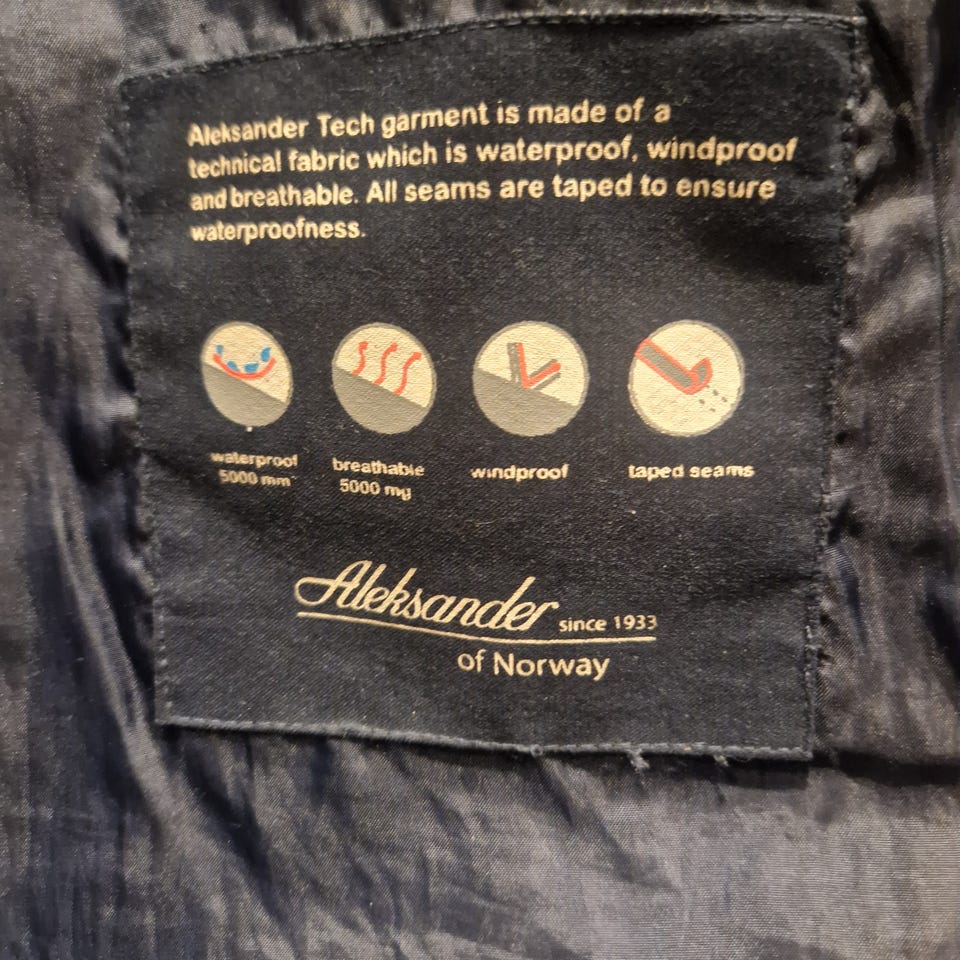 Aleksander Tech garment is made of a
technical fabric which is waterproof, windproof
and breathable. All seams are taped to ensure
waterproofness.
waterproof
5000 mm
breathable
5000 mg
windproof
taped seams
Aleksander since 1933
of Norway